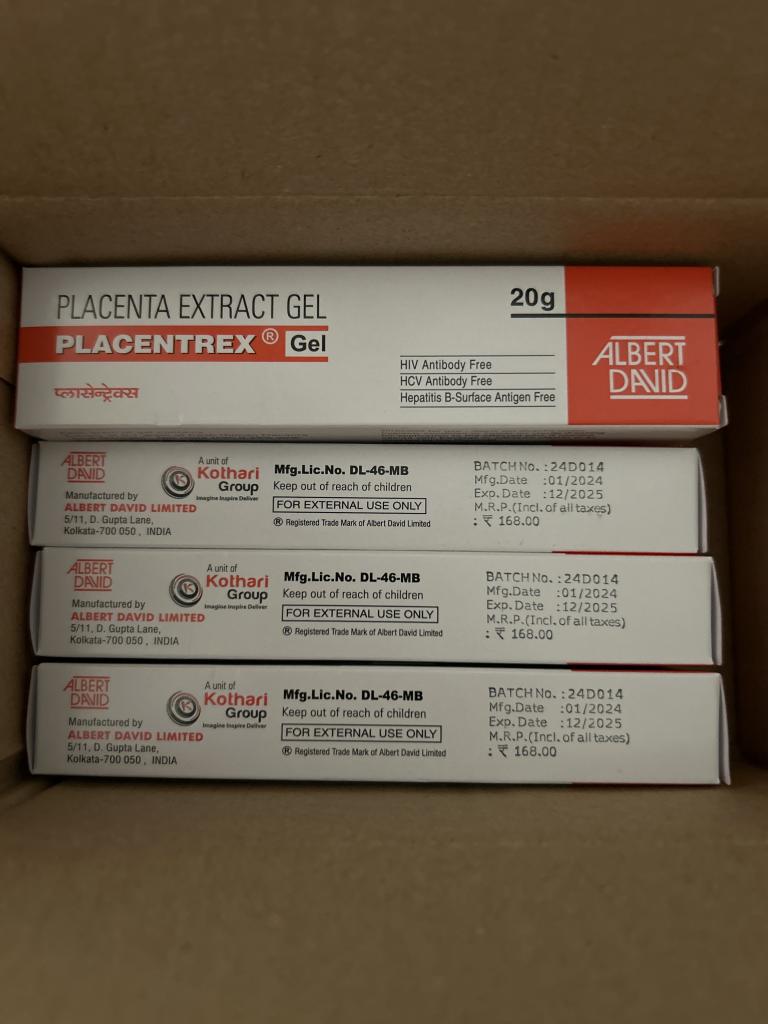 PLACENTA EXTRACT GEL
PLACENTREX® Gel
प्लासेन्ट्रेक्स
20g
HIV Antibody Free
HCV Antibody Free
Hepatitis B-Surface Antigen Free
ALBERT
DAVID
ALBERT
DAVID
Manufactured by
ALBERT DAVID LIMITED
5/11, D. Gupta Lane,
Kolkata-700 050 , INDIA
A unit of
K
Kothari
Group
Imagine Inspire Deliver
Mfg.Lic.No. DL-46-MB
Keep out of reach of children
FOR EXTERNAL USE ONLY
® Registered Trade Mark of Albert David Limited
BATCH No. :24D014
Mfg.Date :01/2024
Exp.Date :12/2025
M.R.P.(Incl.of all taxes)
: ₹ 168.00
ALBERT
DAVID
Manufactured by
ALBERT DAVID LIMITED
5/11, D. Gupta Lane,
Kolkata-700 050 , INDIA
A unit of
K
Kothari
Group
Imagine Inspire Deliver
Mfg.Lic.No. DL-46-MB
Keep out of reach of children
FOR EXTERNAL USE ONLY
® Registered Trade Mark of Albert David Limited
BATCH No. :24D014
Mfg.Date :01/2024
Exp.Date :12/2025
M.R.P.(Incl.of all taxes)
: ₹ 168.00
ALBERT
DAVID
Manufactured by
ALBERT DAVID LIMITED
5/11, D. Gupta Lane,
Kolkata-700 050 , INDIA
A unit of
K
Kothari
Group
Imagine Inspire Deliver
Mfg.Lic.No. DL-46-MB
Keep out of reach of children
FOR EXTERNAL USE ONLY
® Registered Trade Mark of Albert David Limited
BATCH No. :24D014
Mfg.Date :01/2024
Exp.Date :12/2025
M.R.P.(Incl.of all taxes)
: ₹ 168.00